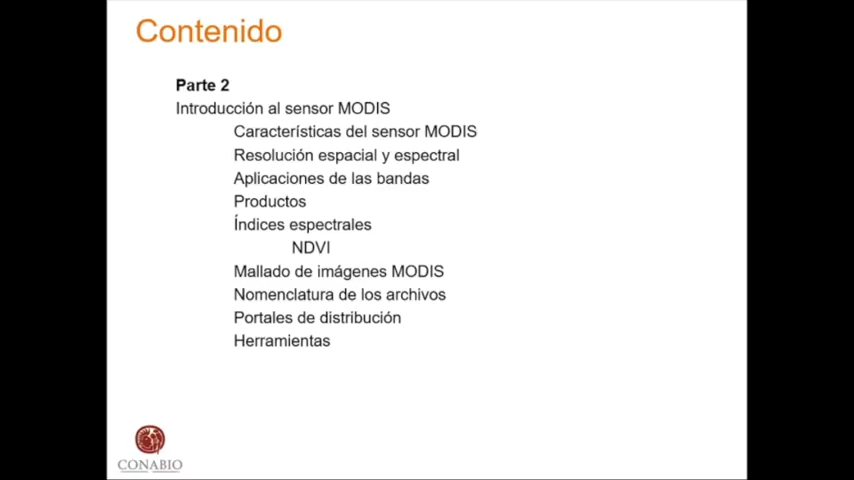 Contenido
Parte 2
Introducción al sensor MODIS
Características del sensor MODIS
Resolución espacial y espectral
Aplicaciones de las bandas
Productos
Índices espectrales
NDVI
Mallado de imágenes MODIS
Nomenclatura de los archivos
Portales de distribución
Herramientas
CONABIO